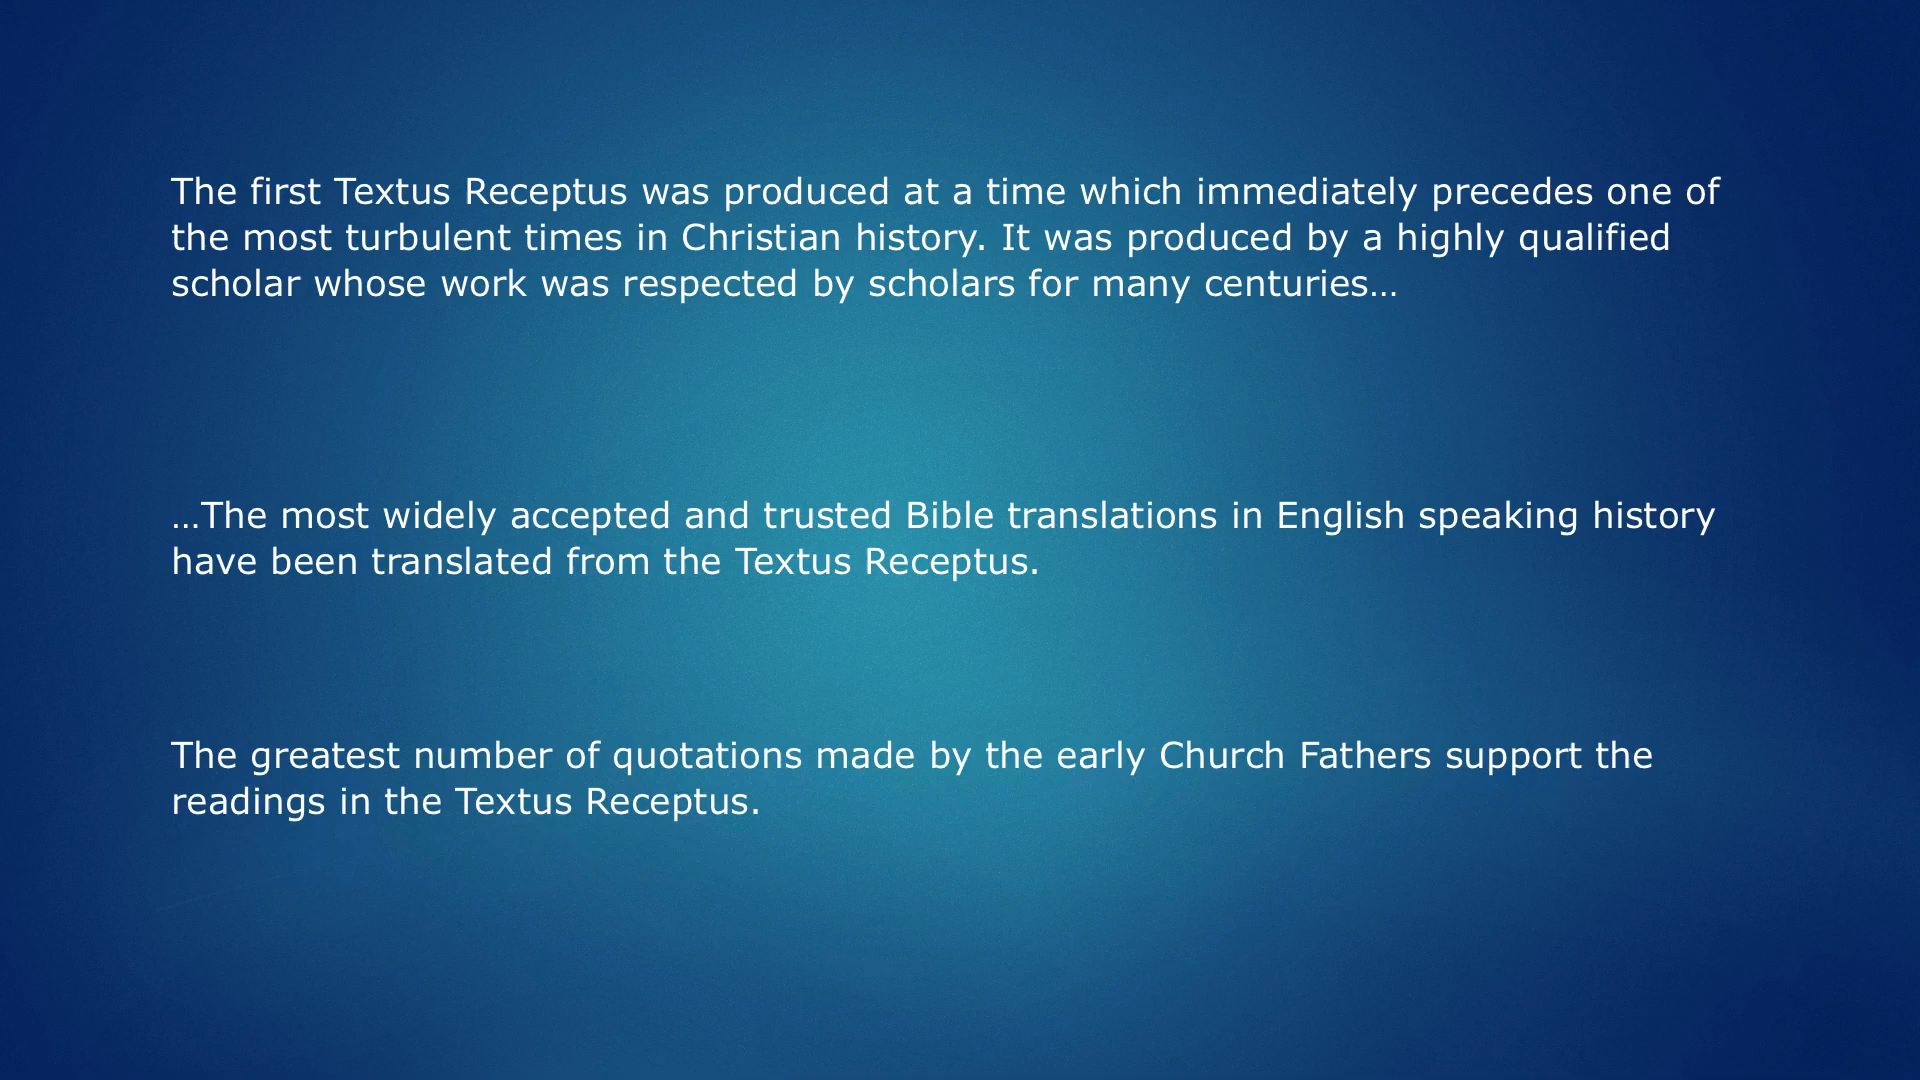 The first Textus Receptus was produced at a time which immediately precedes one of
the most turbulent times in Christian history. It was produced by a highly qualified
scholar whose work was respected by scholars for many centuries…
…The most widely accepted and trusted Bible translations in English speaking history
have been translated from the Textus Receptus.
The greatest number of quotations made by the early Church Fathers support the
readings in the Textus Receptus.